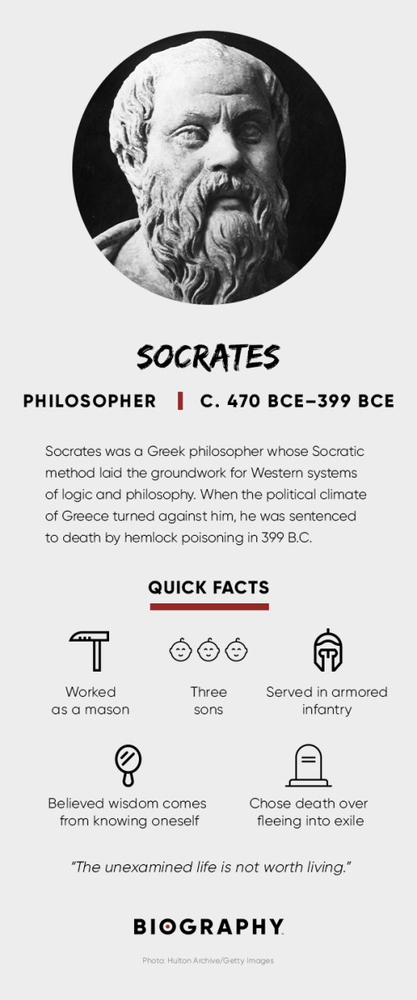 SOCRATES
PHILOSOPHER C. 470 BCE–399 BCE
Socrates was a Greek philosopher whose Socratic
method laid the groundwork for Western systems
of logic and philosophy. When the political climate
of Greece turned against him, he was sentenced
to death by hemlock poisoning in 399 B.C.
QUICK FACTS
Worked
as a mason
Three
sons
Served in armored
infantry
Believed wisdom comes
from knowing oneself
Chose death over
fleeing into exile
“The unexamined life is not worth living.”
BIOGRAPHY.
Photo: Hulton Archive/Getty Images